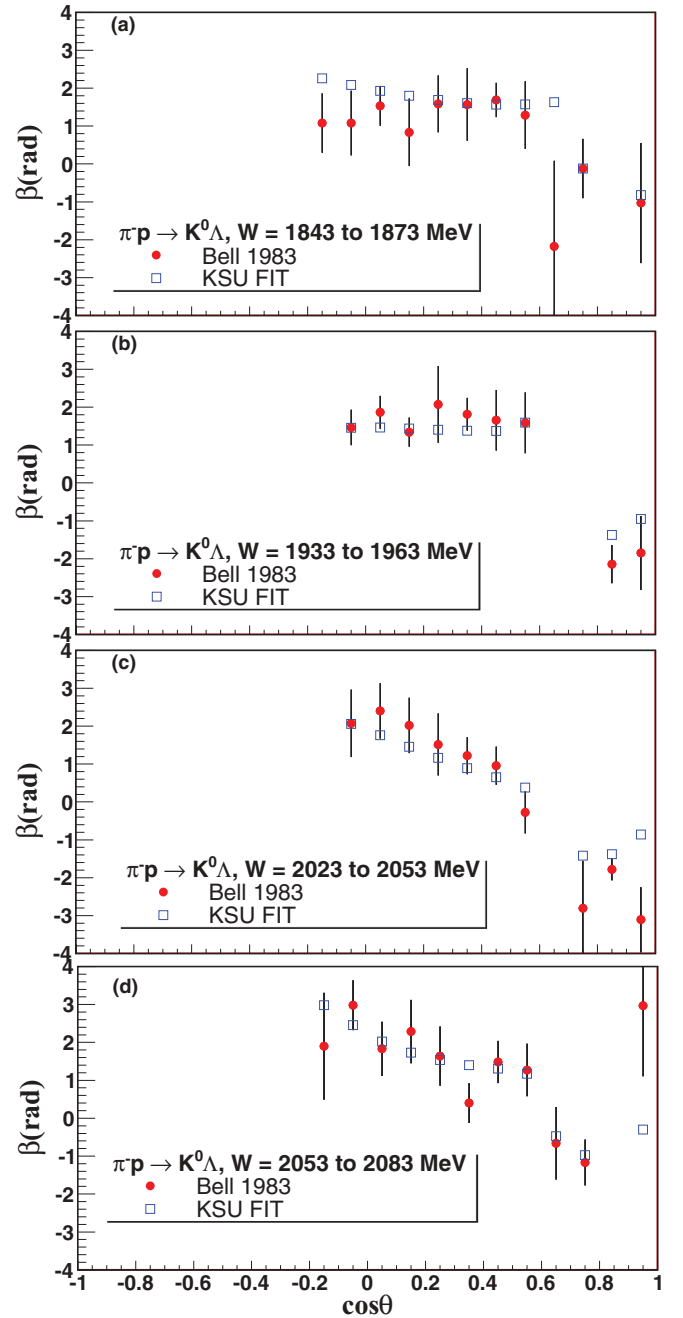 4
(a)
3
2
1
0
-1
-2
-3
-4
β(rad)
π⁻p → K⁰Λ, W = 1843 to 1873 MeV
Bell 1983
KSU FIT
4
(b)
3
2
1
0
-1
-2
-3
-4
β(rad)
π⁻p → K⁰Λ, W = 1933 to 1963 MeV
Bell 1983
KSU FIT
4
(c)
3
2
1
0
-1
-2
-3
-4
β(rad)
π⁻p → K⁰Λ, W = 2023 to 2053 MeV
Bell 1983
KSU FIT
4
(d)
3
2
1
0
-1
-2
-3
-4
β(rad)
π⁻p → K⁰Λ, W = 2053 to 2083 MeV
Bell 1983
KSU FIT
-1 -0.8 -0.6 -0.4 -0.2 0 0.2 0.4 0.6 0.8 1
cosθ